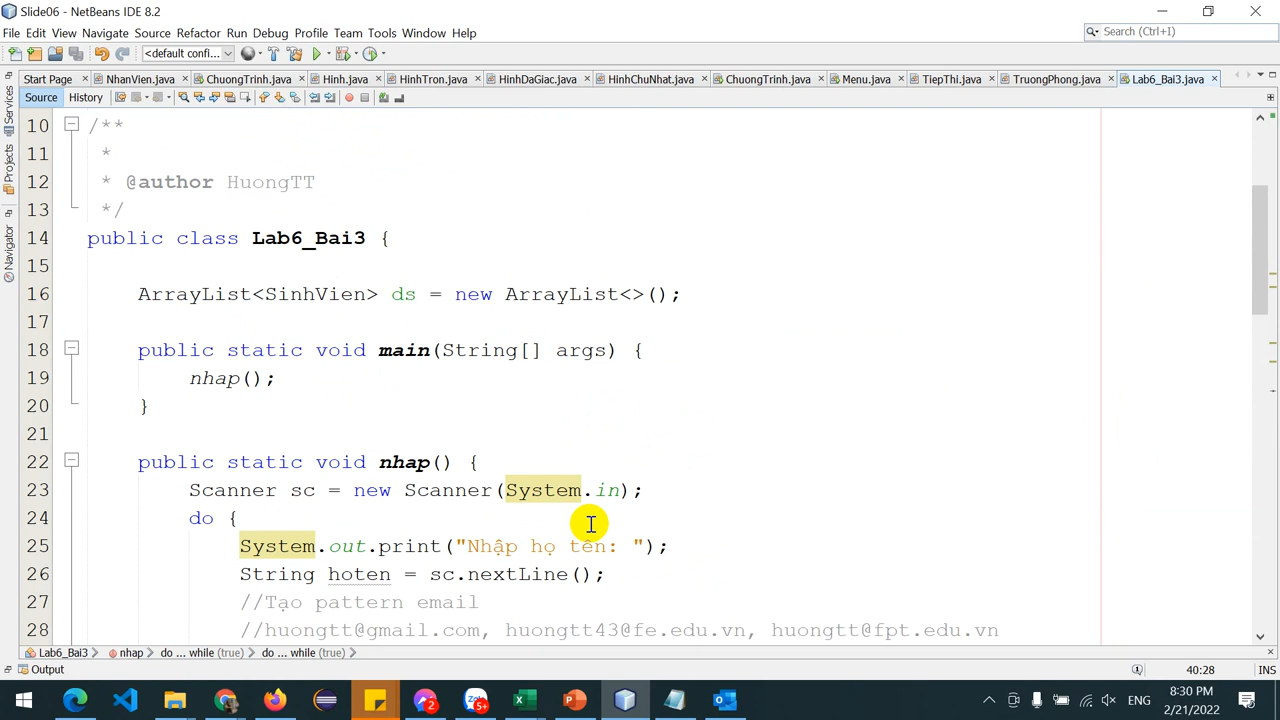 Slide06 - NetBeans IDE 8.2
File Edit View Navigate Source Refactor Run Debug Profile Team Tools Window Help
Search (Ctrl+I)
<default confi...
Start Page NhanVien.java ChuongTrinh.java Hinh.java HinhTron.java HinhDaGiac.java HinhChuNhat.java ChuongTrinh.java Menu.java TiepThi.java TruongPhong.java Lab6_Bai3.java
Source History
Services
Projects
Navigator
10 /**
11 *
12 * @author HuongTT
13 */
14 public class Lab6_Bai3 {
15
16 ArrayList<SinhVien> ds = new ArrayList<>();
17
18 public static void main(String[] args) {
19 nhap();
20 }
21
22 public static void nhap() {
23 Scanner sc = new Scanner(System.in);
24 do {
25 System.out.print("Nhập họ tên: ");
26 String hoten = sc.nextLine();
27 //Tạo pattern email
28 //huongtt@gmail.com, huongtt43@fe.edu.vn, huongtt@fpt.edu.vn
Lab6_Bai3 nhap do ... while (true) do ... while (true)
Output
40:28 INS
2
5+
ENG
8:30 PM
2/21/2022